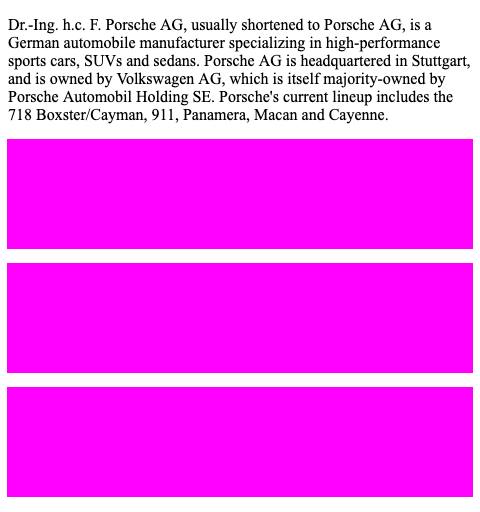 Dr.-Ing. h.c. F. Porsche AG, usually shortened to Porsche AG, is a
German automobile manufacturer specializing in high-performance
sports cars, SUVs and sedans. Porsche AG is headquartered in Stuttgart,
and is owned by Volkswagen AG, which is itself majority-owned by
Porsche Automobil Holding SE. Porsche's current lineup includes the
718 Boxster/Cayman, 911, Panamera, Macan and Cayenne.